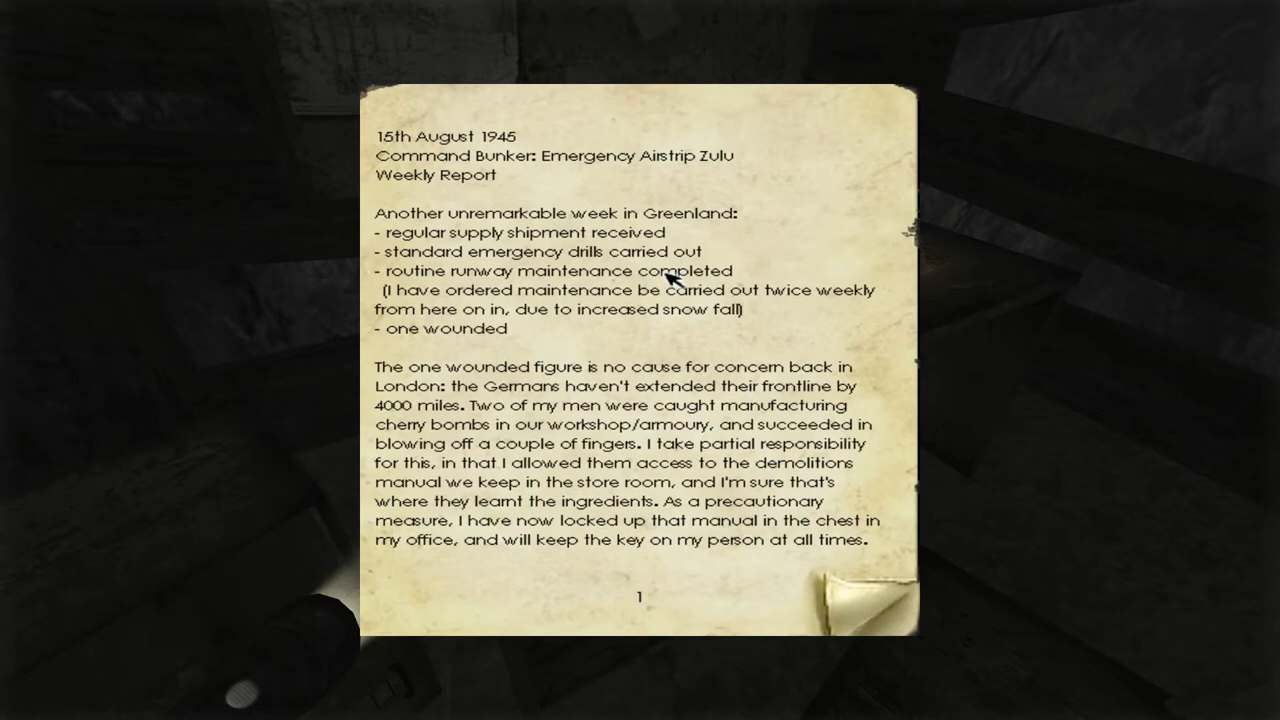 15th August 1945
Command Bunker: Emergency Airstrip Zulu
Weekly Report
Another unremarkable week in Greenland:
- regular supply shipment received
- standard emergency drills carried out
- routine runway maintenance completed
(I have ordered maintenance be carried out twice weekly
from here on in, due to increased snow fall)
- one wounded
The one wounded figure is no cause for concern back in
London: the Germans haven't extended their frontline by
4000 miles. Two of my men were caught manufacturing
cherry bombs in our workshop/armoury, and succeeded in
blowing off a couple of fingers. I take partial responsibility
for this, in that I allowed them access to the demolitions
manual we keep in the store room, and I'm sure that's
where they learnt the ingredients. As a precautionary
measure, I have now locked up that manual in the chest in
my office, and will keep the key on my person at all times.
1